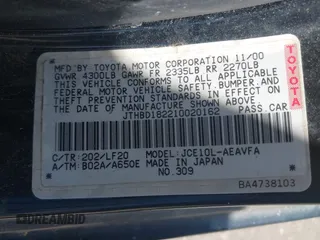 MFD. BY TOYOTA MOTOR CORPORATION 11/00
GVWR 4300LB GAWR FR 2335LB RR 2270LB
THIS VEHICLE CONFORMS TO ALL APPLICABLE
FEDERAL MOTOR VEHICLE SAFETY, BUMPER, AND
THEFT PREVENTION STANDARDS IN EFFECT ON
THE DATE OF MANUFACTURE SHOWN ABOVE.
JTHBD182210020162 PASSENGER CAR
C/TR:202/LF20 MODEL:JCE10L-AEAVFA
A/TM:B02A/A650E MADE IN JAPAN
NO.309
BA4738103
TOYOTA
AUTOBIDMASTER